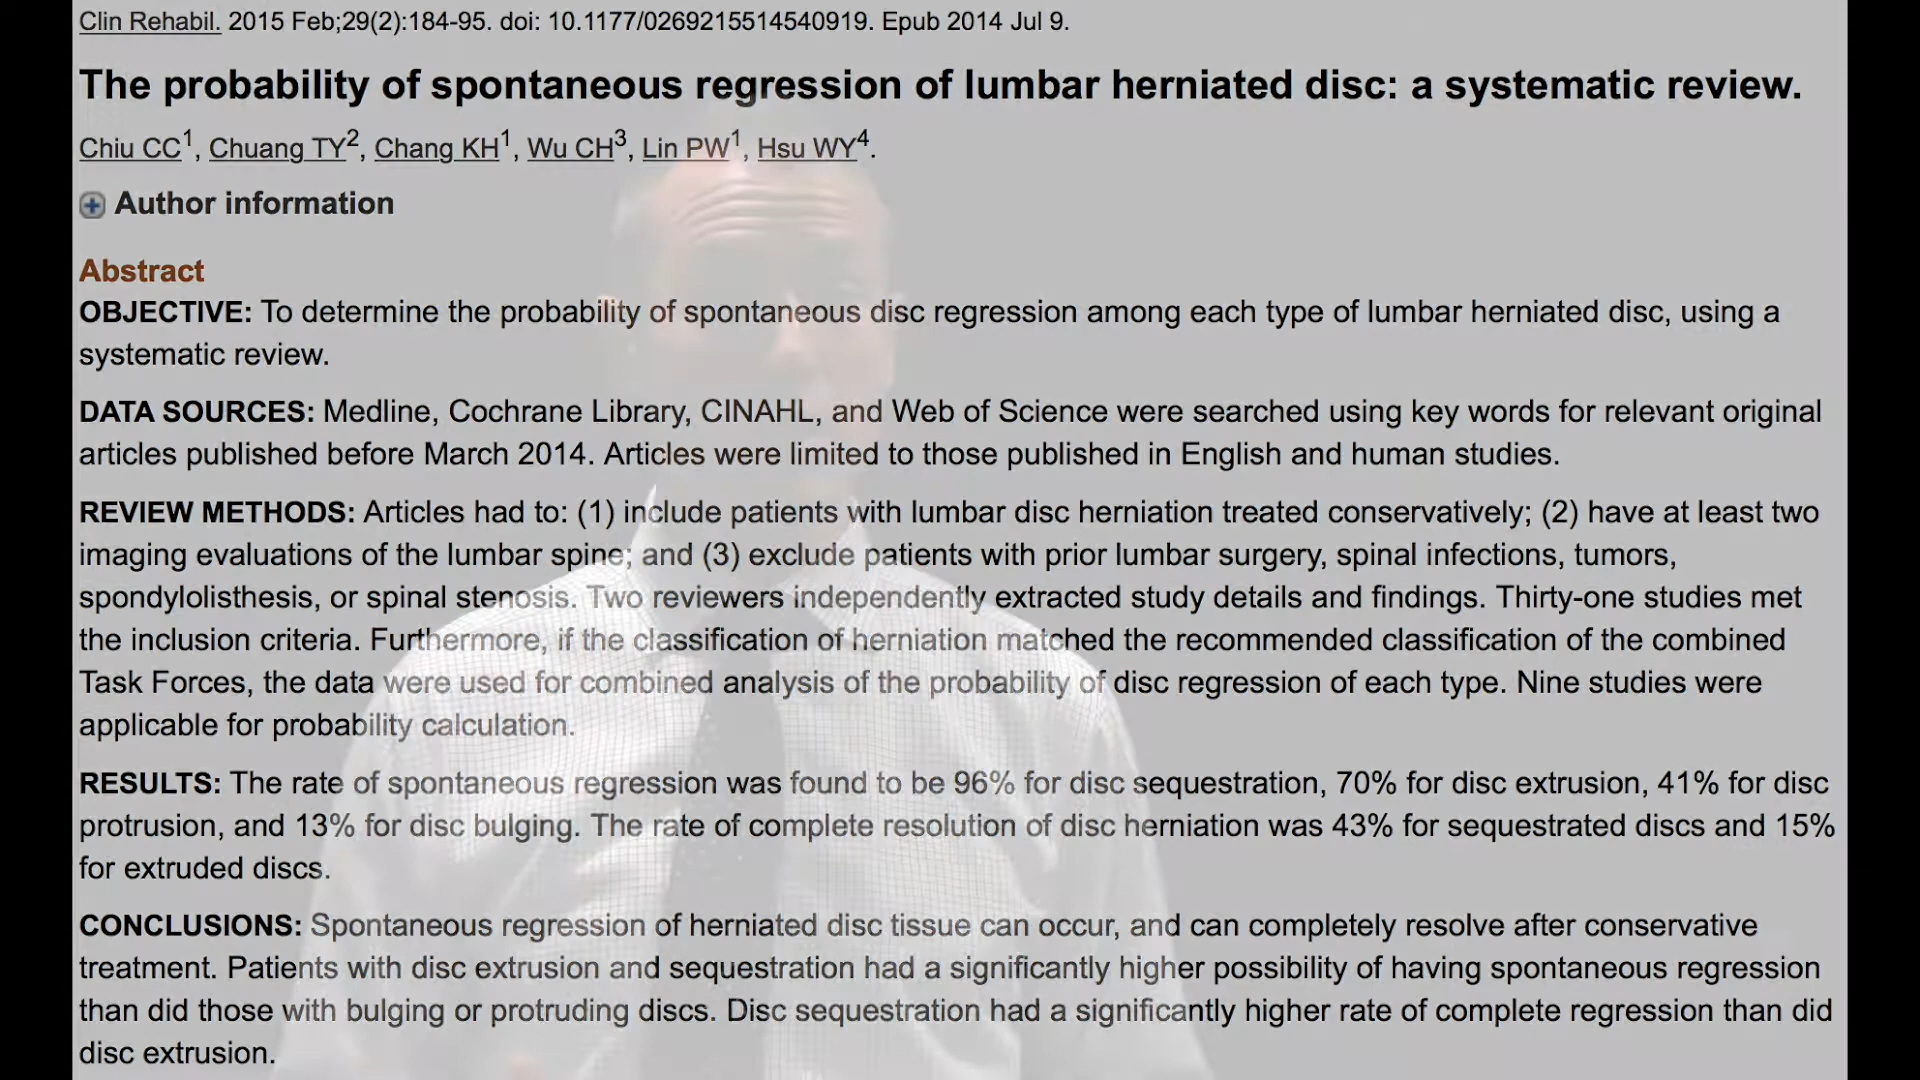 Clin Rehabil. 2015 Feb;29(2):184-95. doi: 10.1177/0269215514540919. Epub 2014 Jul 9.
The probability of spontaneous regression of lumbar herniated disc: a systematic review.
Chiu CC1, Chuang TY2, Chang KH1, Wu CH3, Lin PW1, Hsu WY4.
Author information
Abstract
OBJECTIVE: To determine the probability of spontaneous disc regression among each type of lumbar herniated disc, using a
systematic review.
DATA SOURCES: Medline, Cochrane Library, CINAHL, and Web of Science were searched using key words for relevant original
articles published before March 2014. Articles were limited to those published in English and human studies.
REVIEW METHODS: Articles had to: (1) include patients with lumbar disc herniation treated conservatively; (2) have at least two
imaging evaluations of the lumbar spine; and (3) exclude patients with prior lumbar surgery, spinal infections, tumors,
spondylolisthesis, or spinal stenosis. Two reviewers independently extracted study details and findings. Thirty-one studies met
the inclusion criteria. Furthermore, if the classification of herniation matched the recommended classification of the combined
Task Forces, the data were used for combined analysis of the probability of disc regression of each type. Nine studies were
applicable for probability calculation.
RESULTS: The rate of spontaneous regression was found to be 96% for disc sequestration, 70% for disc extrusion, 41% for disc
protrusion, and 13% for disc bulging. The rate of complete resolution of disc herniation was 43% for sequestrated discs and 15%
for extruded discs.
CONCLUSIONS: Spontaneous regression of herniated disc tissue can occur, and can completely resolve after conservative
treatment. Patients with disc extrusion and sequestration had a significantly higher possibility of having spontaneous regression
than did those with bulging or protruding discs. Disc sequestration had a significantly higher rate of complete regression than did
disc extrusion.